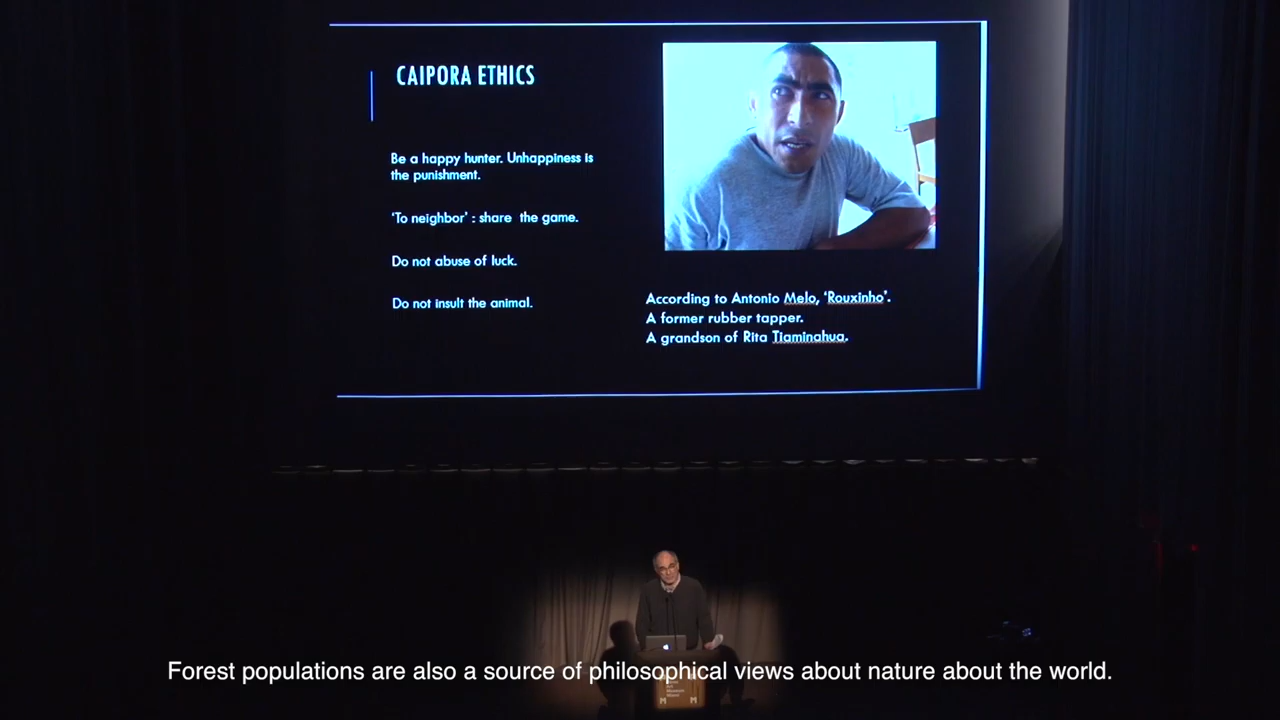 CAIPORA ETHICS
Be a happy hunter. Unhappiness is
the punishment.
'To neighbor' : share the game.
Do not abuse of luck.
Do not insult the animal.
According to Antonio Melo, 'Rouxinho'.
A former rubber tapper.
A grandson of Rita Tiaminahua.
Forest populations are also a source of philosophical views about nature about the world.